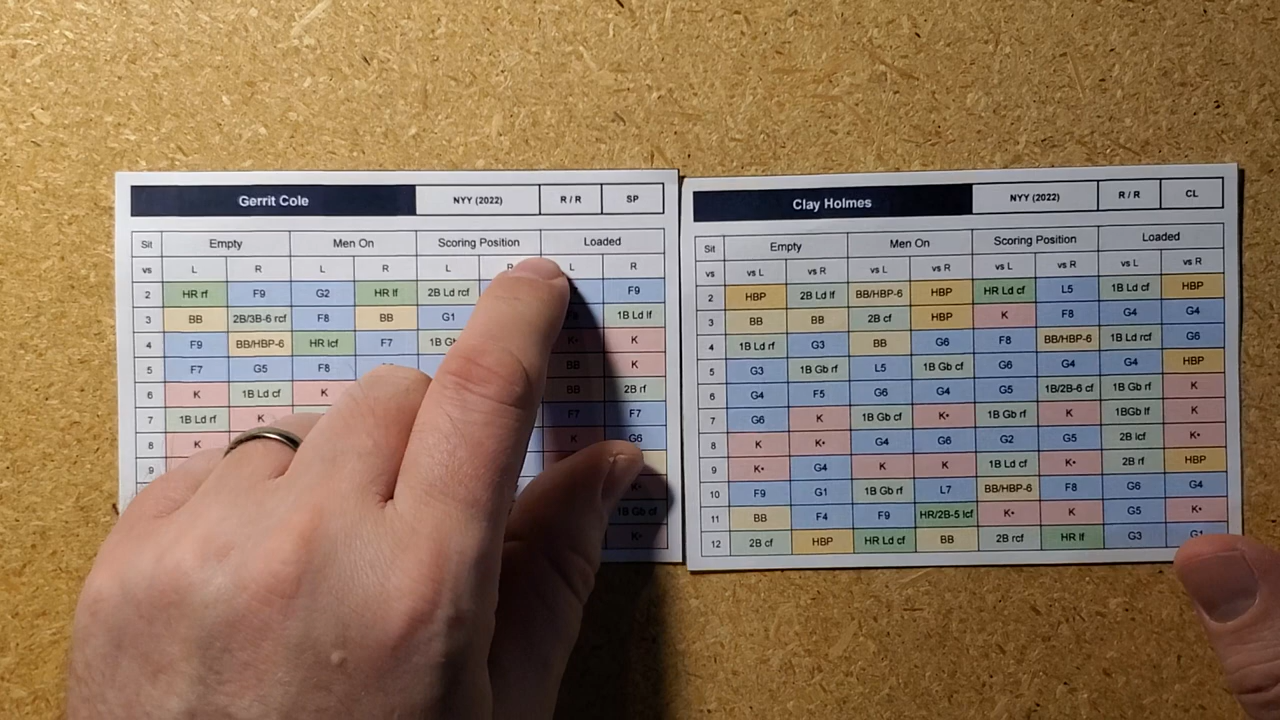 Gerrit Cole NYY (2022) R / R SP
Sit Empty Men On Scoring Position Loaded
vs L R L R L R L R
2 HR rf F9 G2 HR lf 2B Ld rcf F9
3 BB 2B/3B-6 rcf F8 BB G1 1B Ld lf
4 F9 BB/HBP-6 HR lcf F7 K• K
5 F7 G5 F8 BB K
6 K 1B Ld cf K 2B rf
7 1B Ld rf K F7 F7
8 K K G6
9
K•
1B Gb cf
K•
Clay Holmes NYY (2022) R / R CL
Sit Empty Men On Scoring Position Loaded
vs vs L vs R vs L vs R vs L vs R vs L vs R
2 HBP 2B Ld lf BB/HBP-6 HBP HR Ld cf L5 1B Ld cf HBP
3 BB BB 2B cf HBP K F8 G4 G4
4 1B Ld rf G3 BB G6 F8 BB/HBP-6 1B Ld rcf G6
5 G3 1B Gb rf L5 1B Gb cf G6 G4 G4 HBP
6 G4 F5 G6 G4 G5 1B/2B-6 cf 1B Gb rf K
7 G6 K 1B Gb cf K• 1B Gb rf K 1BGb lf K
8 K K• G4 G6 G2 G5 2B lcf K•
9 K• G4 K K 1B Ld cf K• 2B rf HBP
10 F9 G1 1B Gb rf L7 BB/HBP-6 F8 G6 G4
11 BB F4 F9 HR/2B-5 lcf K• K G5 K•
12 2B cf HBP HR Ld cf BB 2B rcf HR lf G3 G1